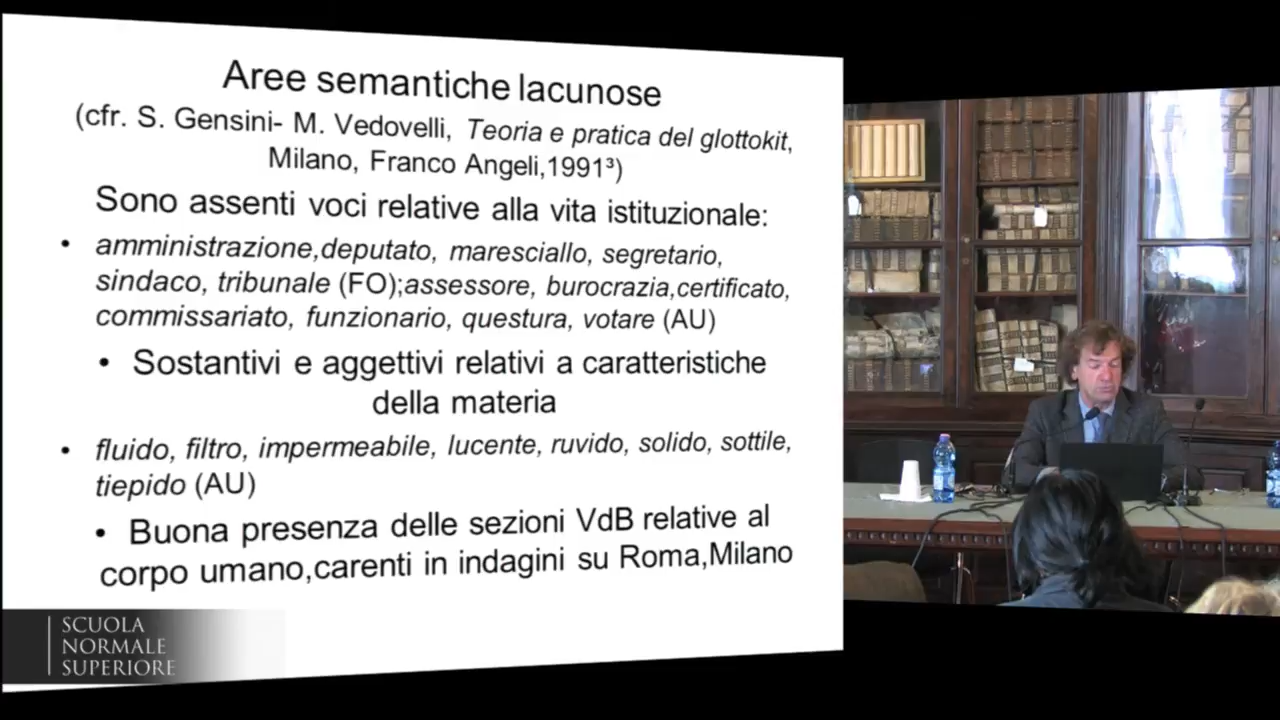 Aree semantiche lacunose
(cfr. S. Gensini- M. Vedovelli, Teoria e pratica del glottokit,
Milano, Franco Angeli,1991³)
Sono assenti voci relative alla vita istituzionale:
• amministrazione,deputato, maresciallo, segretario,
sindaco, tribunale (FO);assessore, burocrazia,certificato,
commissariato, funzionario, questura, votare (AU)
• Sostantivi e aggettivi relativi a caratteristiche
della materia
• fluido, filtro, impermeabile, lucente, ruvido, solido, sottile,
tiepido (AU)
• Buona presenza delle sezioni VdB relative al
corpo umano,carenti in indagini su Roma,Milano
SCUOLA
NORMALE
SUPERIORE